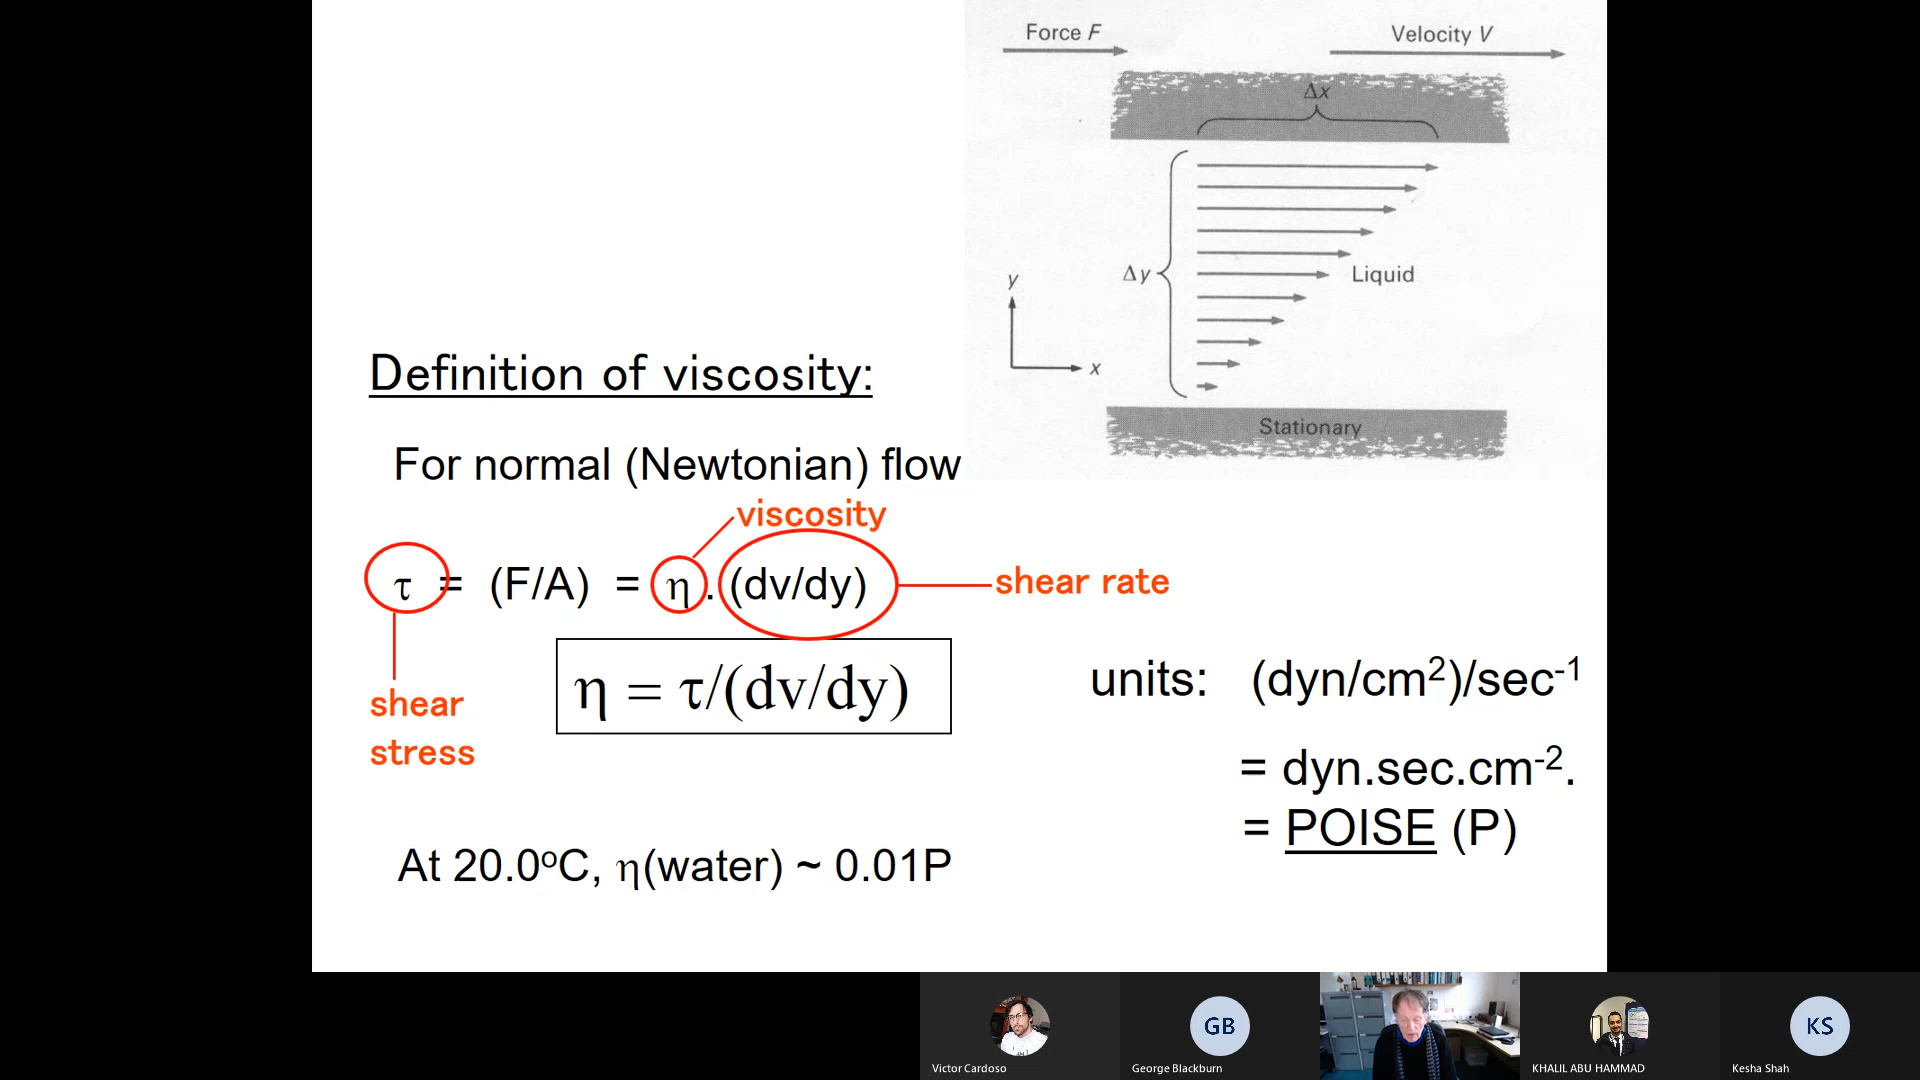 Force F
Velocity V
Δx
Δy
Liquid
y
x
Stationary
Definition of viscosity:
For normal (Newtonian) flow
viscosity
τ = (F/A) = η . (dv/dy)
shear rate
shear
stress
η = τ/(dv/dy)
units: (dyn/cm²)/sec⁻¹
= dyn.sec.cm⁻².
= POISE (P)
At 20.0ºC, η(water) ~ 0.01P
GB
KS
Victor Cardoso
George Blackburn
KHALIL ABU HAMMAD
Kesha Shah